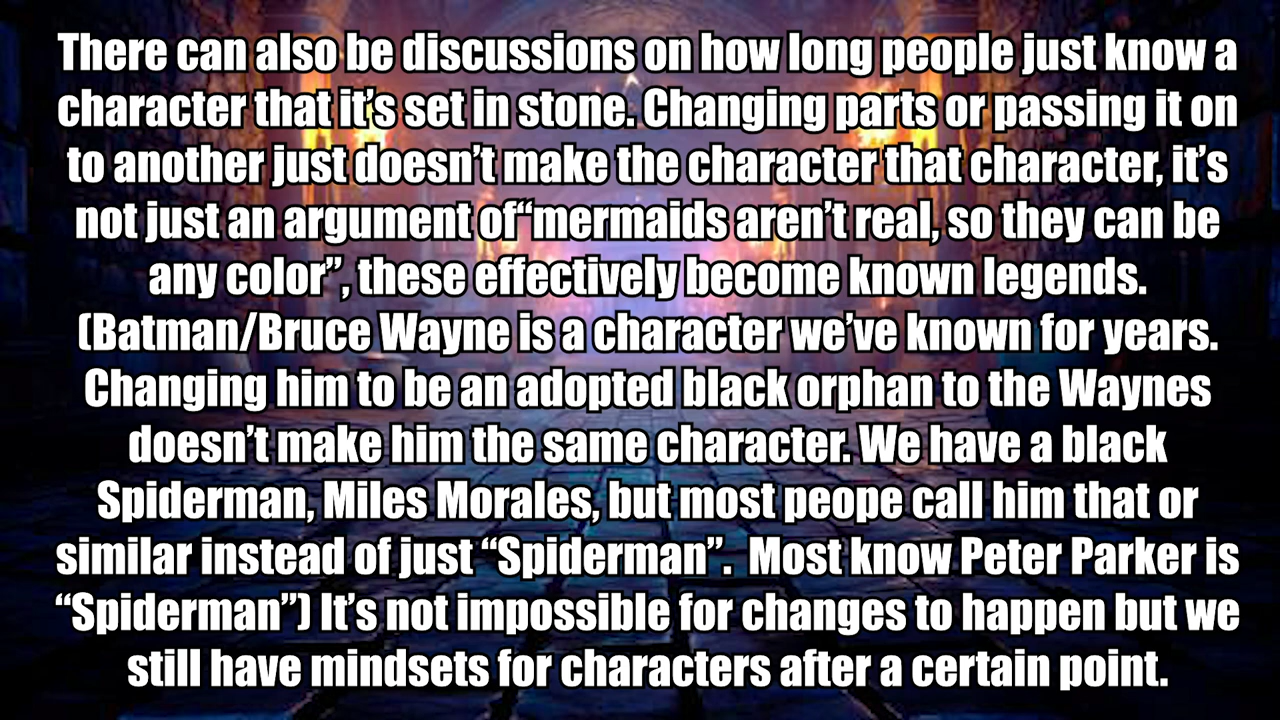 There can also be discussions on how long people just know a
character that it’s set in stone. Changing parts or passing it on
to another just doesn’t make the character that character, it’s
not just an argument of“mermaids aren’t real, so they can be
any color”, these effectively become known legends.
(Batman/Bruce Wayne is a character we’ve known for years.
Changing him to be an adopted black orphan to the Waynes
doesn’t make him the same character. We have a black
Spiderman, Miles Morales, but most peope call him that or
similar instead of just “Spiderman”.  Most know Peter Parker is
“Spiderman”) It’s not impossible for changes to happen but we
still have mindsets for characters after a certain point.